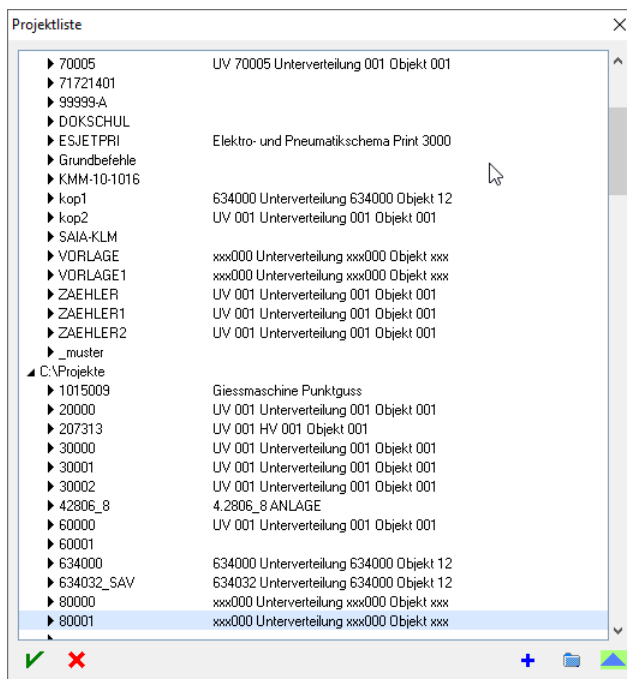 Projektliste
70005 UV 70005 Unterverteilung 001 Objekt 001
71721401
99999-A
DOKSCHUL
ESJETPRI Elektro- und Pneumatikschema Print 3000
Grundbefehle
KMM-10-1016
kop1 634000 Unterverteilung 634000 Objekt 12
kop2 UV 001 Unterverteilung 001 Objekt 001
SAIA-KLM
VORLAGE xxx000 Unterverteilung xxx000 Objekt xxx
VORLAGE1 xxx000 Unterverteilung xxx000 Objekt xxx
ZAEHLER UV 001 Unterverteilung 001 Objekt 001
ZAEHLER1 UV 001 Unterverteilung 001 Objekt 001
ZAEHLER2 UV 001 Unterverteilung 001 Objekt 001
_muster
C:\Projekte
1015009 Giessmaschine Punktguss
20000 UV 001 Unterverteilung 001 Objekt 001
207313 UV 001 HV 001 Objekt 001
30000 UV 001 Unterverteilung 001 Objekt 001
30001 UV 001 Unterverteilung 001 Objekt 001
30002 UV 001 Unterverteilung 001 Objekt 001
42806_8 4.2806_8 ANLAGE
60000 UV 001 Unterverteilung 001 Objekt 001
60001
634000 634000 Unterverteilung 634000 Objekt 12
634032_SAV 634032 Unterverteilung 634000 Objekt 12
80000 xxx000 Unterverteilung xxx000 Objekt xxx
80001 xxx000 Unterverteilung xxx000 Objekt xxx